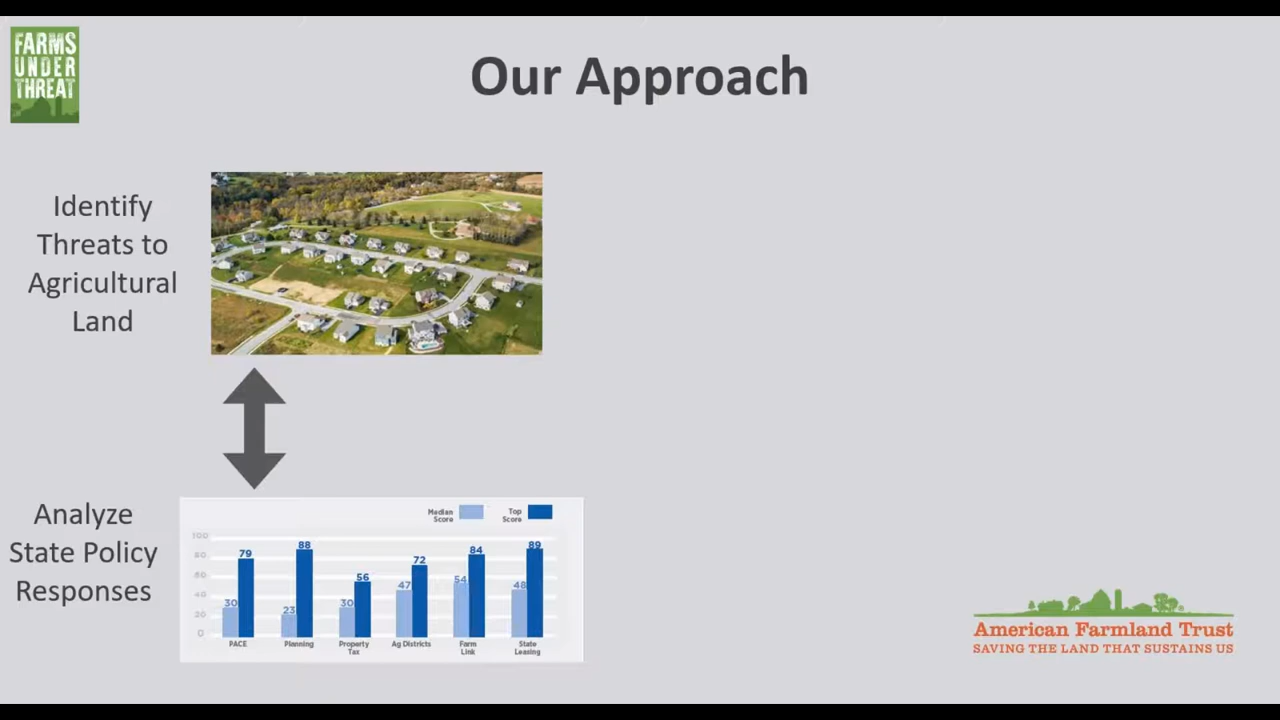 FARMS
UNDER
THREAT
Our Approach
Identify
Threats to
Agricultural
Land
Analyze
State Policy
Responses
Median
Score
Top
Score
100
80
60
40
20
0
30
79
23
88
30
56
47
72
54
84
48
89
PACE
Planning
Property
Tax
Ag Districts
Farm
Link
State
Leasing
American Farmland Trust
SAVING THE LAND THAT SUSTAINS US